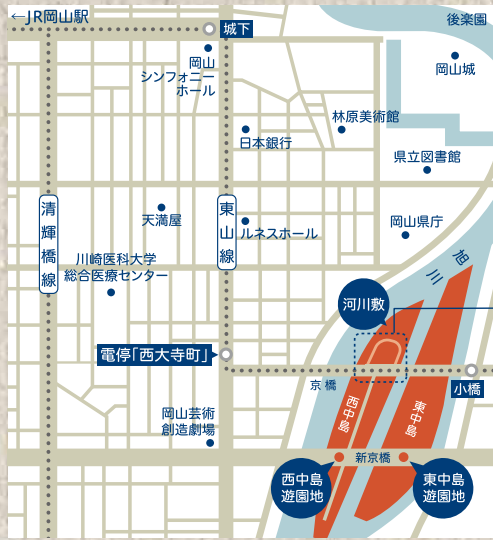 ←JR岡山駅
後楽園
城下
岡山
シンフォニー
ホール
岡山城
日本銀行
林原美術館
県立図書館
清輝橋線
天満屋
東山線
ルネスホール
岡山県庁
川崎医科大学
総合医療センター
旭川
河川敷
電停「西大寺町」
京橋
小橋
西中島
東中島
岡山芸術
創造劇場
新京橋
西中島
遊園地
東中島
遊園地